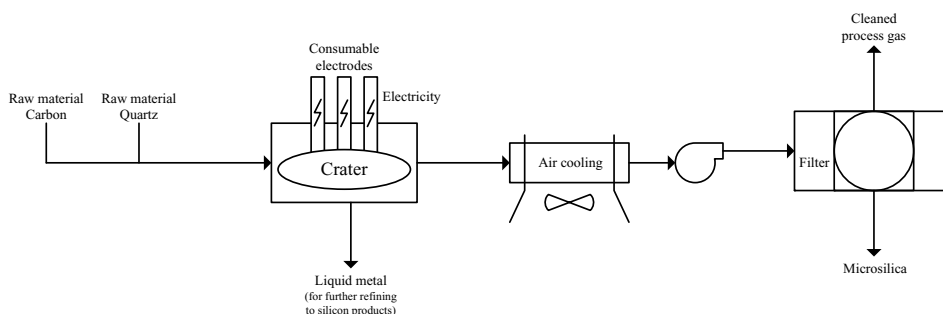 Consumable
electrodes
Cleaned
process gas
Raw material
Carbon
Raw material
Quartz
Electricity
Crater
Air cooling
Filter
Liquid metal
(for further refining
to silicon products)
Microsilica